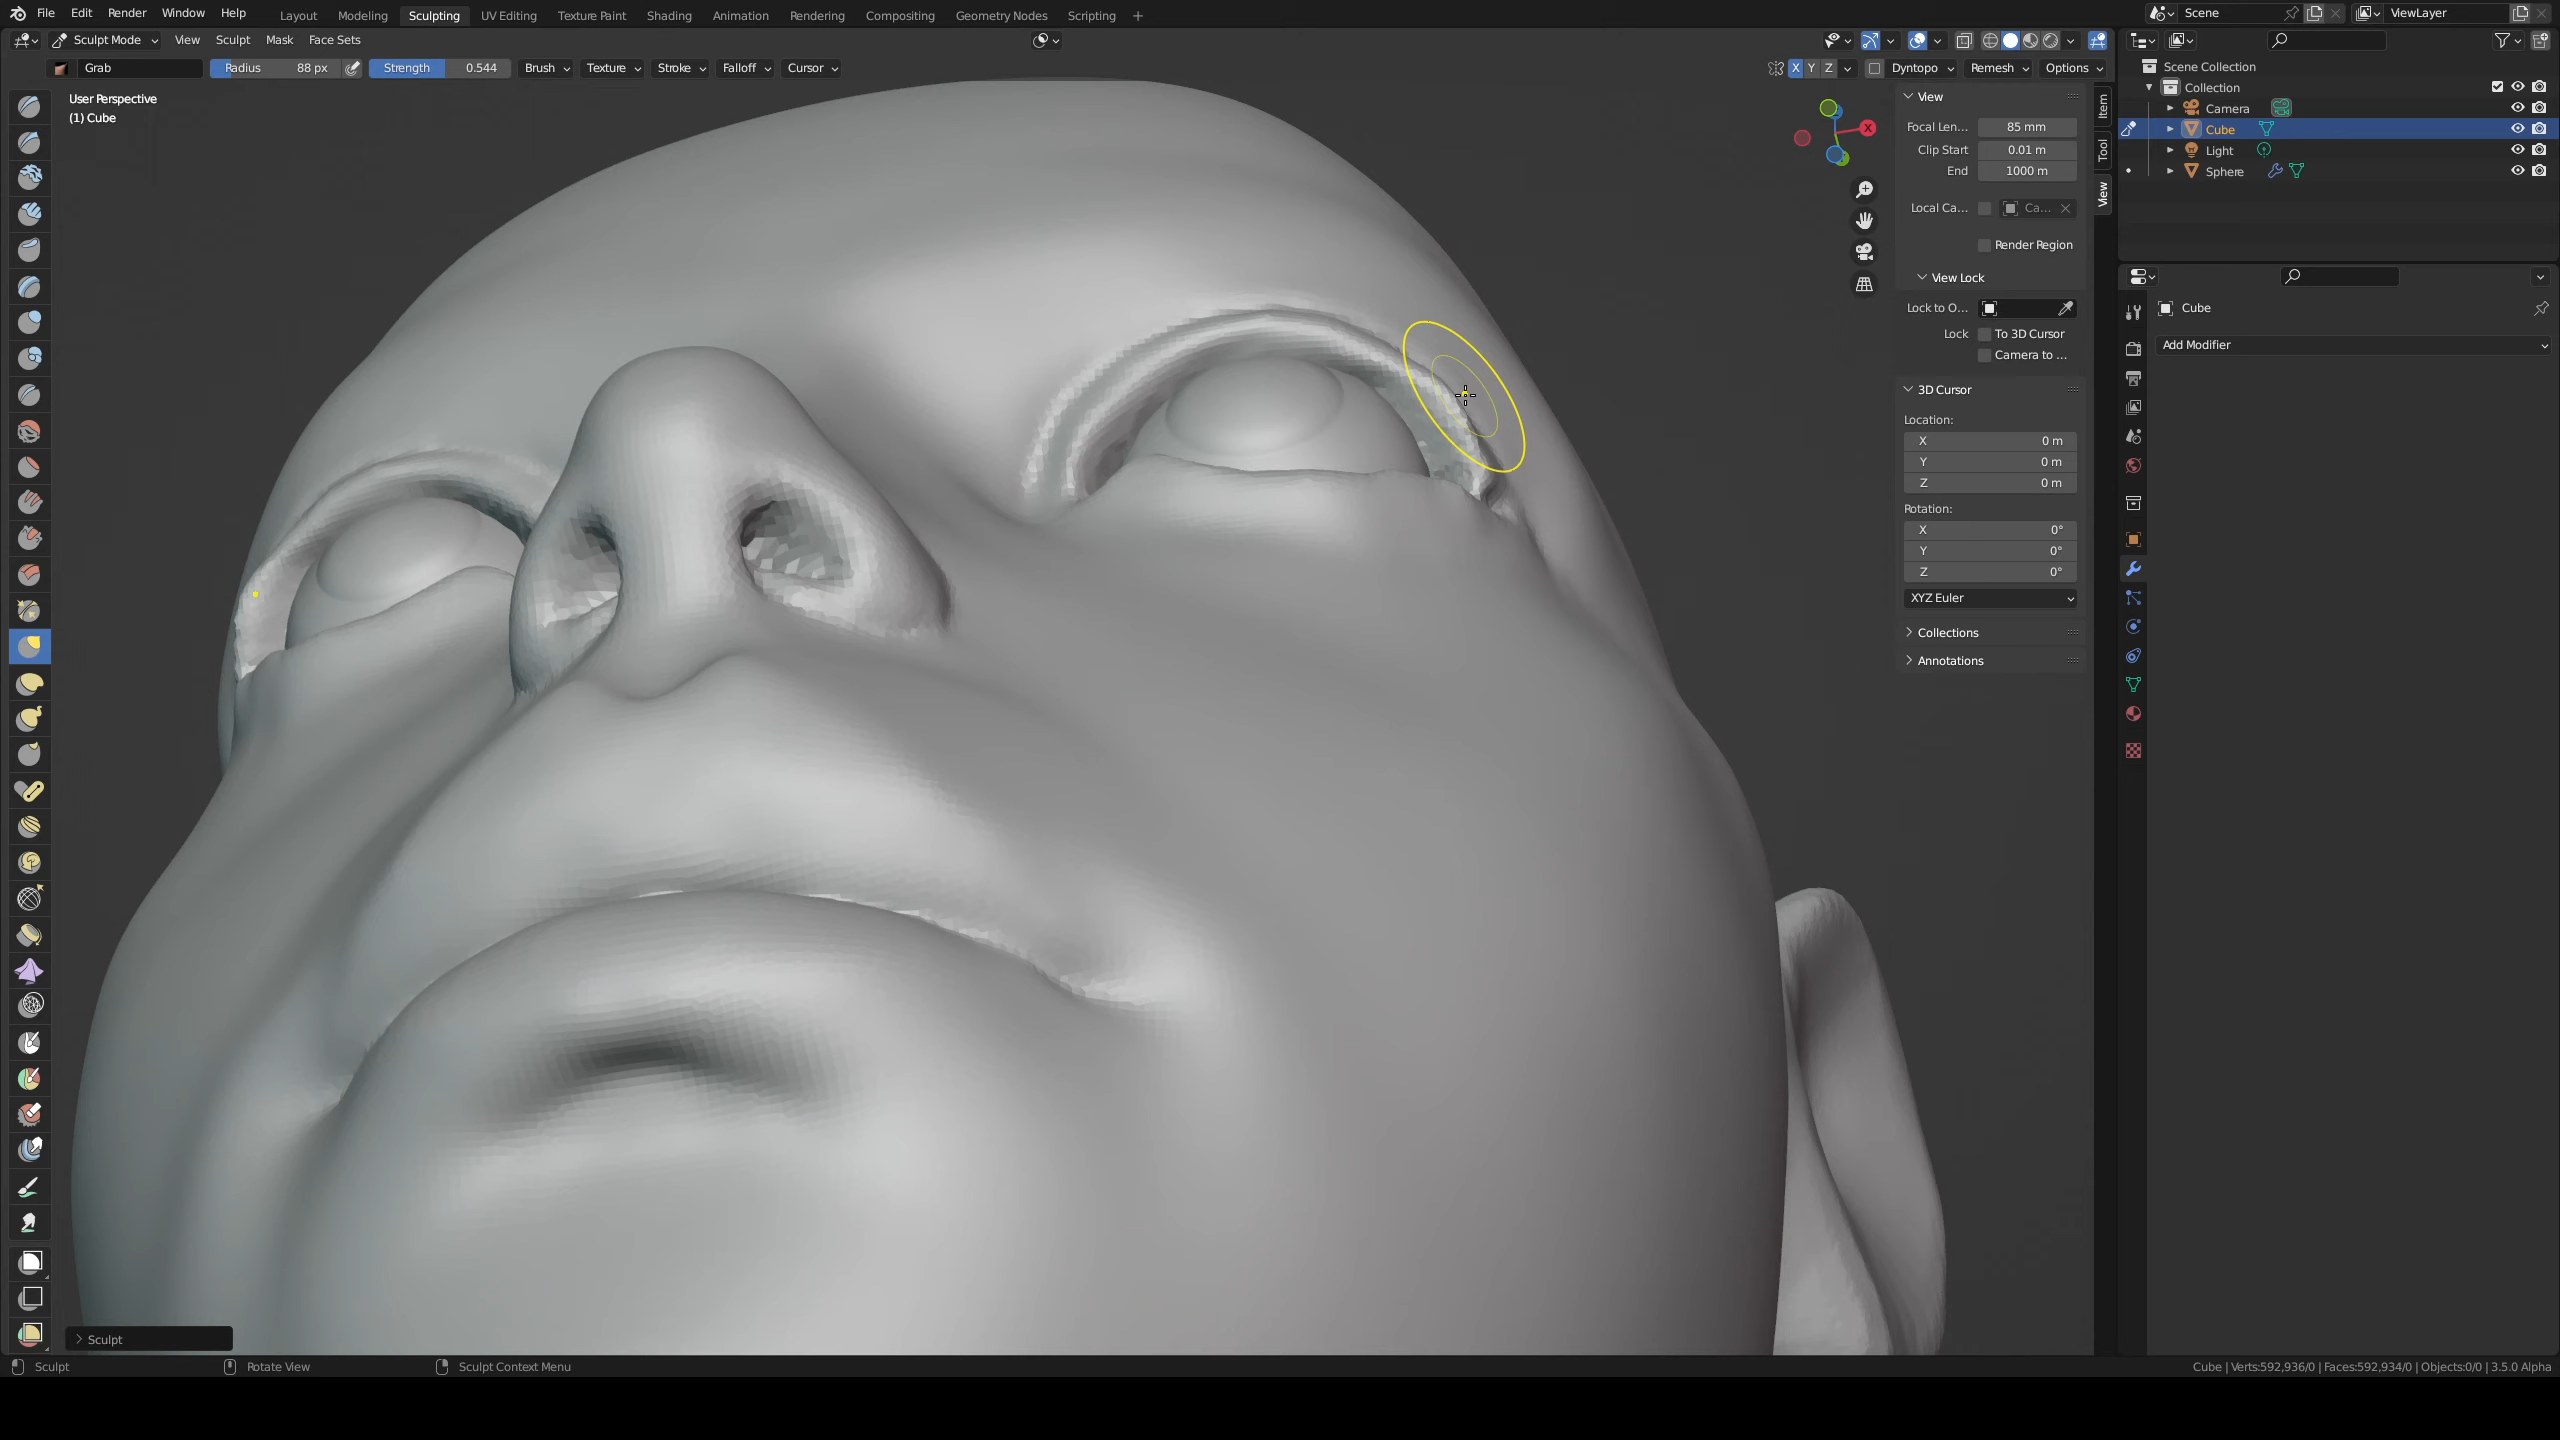 File Edit Render Window Help Layout Modeling Sculpting UV Editing Texture Paint Shading Animation Rendering Compositing Geometry Nodes Scripting + Scene ViewLayer
Sculpt Mode View Sculpt Mask Face Sets
Grab Radius 88 px Strength 0.544 Brush Texture Stroke Falloff Cursor X Y Z Dyntopo Remesh Options
User Perspective
(1) Cube
X
View
Focal Len... 85 mm
Clip Start 0.01 m
End 1000 m
Local Ca... Ca...
Render Region
View Lock
Lock to O...
Lock To 3D Cursor
Camera to ...
3D Cursor
Location:
X 0 m
Y 0 m
Z 0 m
Rotation:
X 0°
Y 0°
Z 0°
XYZ Euler
Collections
Annotations
Item
Tool
View
Scene Collection
Collection
Camera
Cube
Light
Sphere
Cube
Add Modifier
Sculpt
Sculpt Rotate View Sculpt Context Menu Cube | Verts:592,936/0 | Faces:592,934/0 | Objects:0/0 | 3.5.0 Alpha